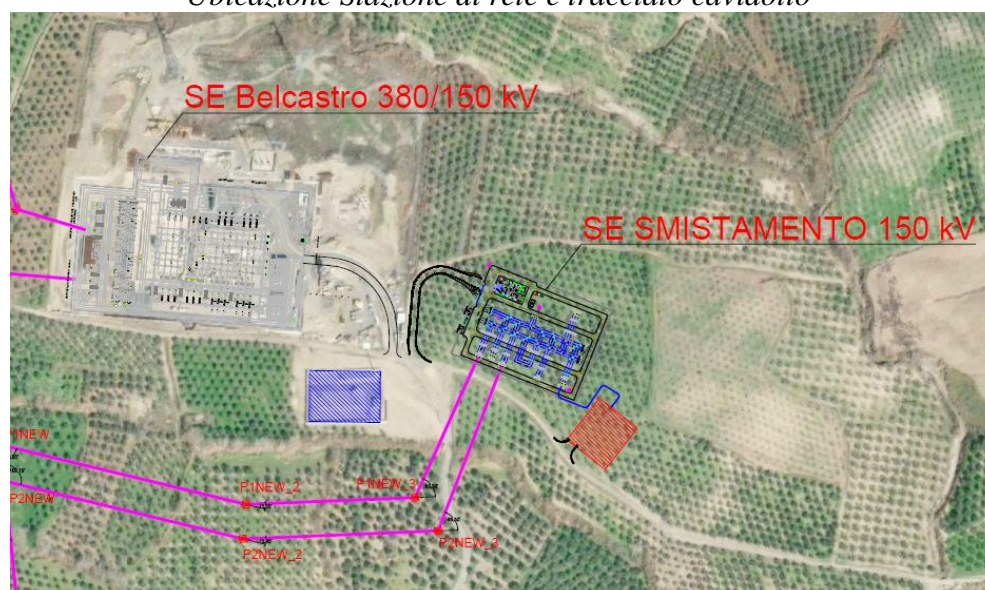 Ubicazione Stazione di rete e tracciato cavidotto
SE Belcastro 380/150 kV
SE SMISTAMENTO 150 kV
P1NEW
P2NEW
P1NEW_2
P1NEW_3
P2NEW_2
P2NEW_3